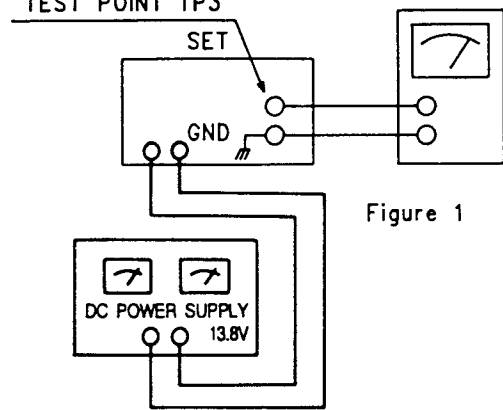 TEST POINT TP3
SET
GND
Figure 1
DC POWER SUPPLY
13.8V